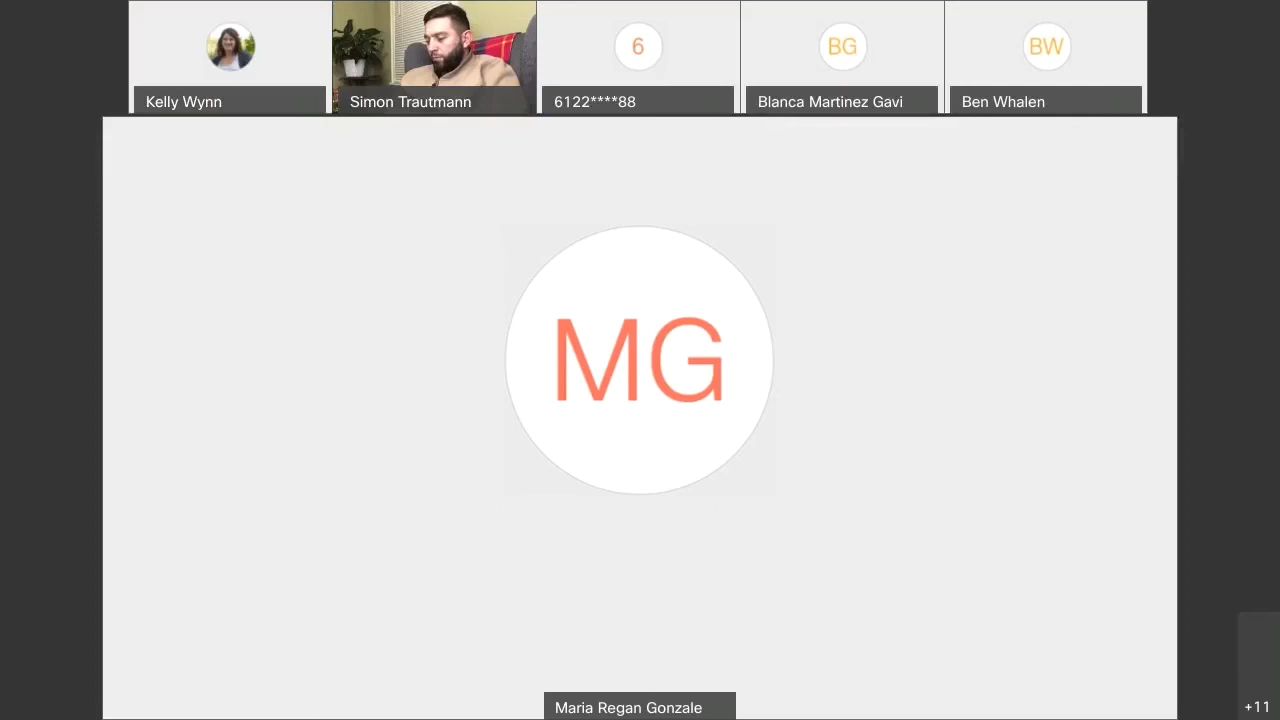 6
BG
BW
Kelly Wynn
Simon Trautmann
6122****88
Blanca Martinez Gavi
Ben Whalen
MG
Maria Regan Gonzale
+11